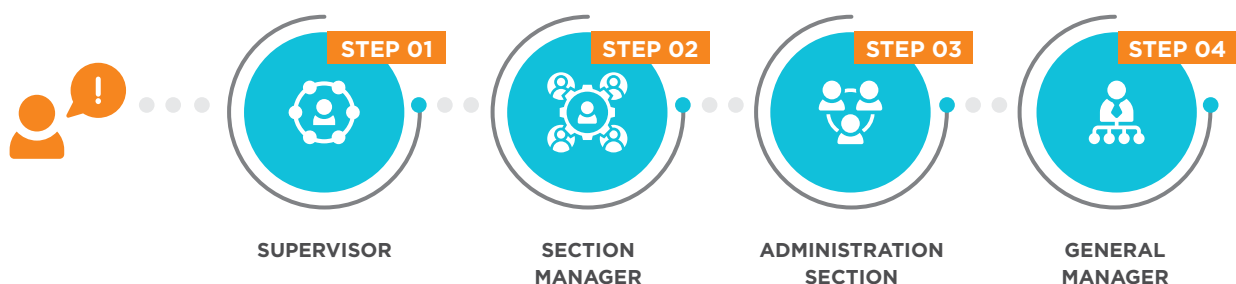 !
STEP 01
STEP 02
STEP 03
STEP 04
SUPERVISOR
SECTION
MANAGER
ADMINISTRATION
SECTION
GENERAL
MANAGER